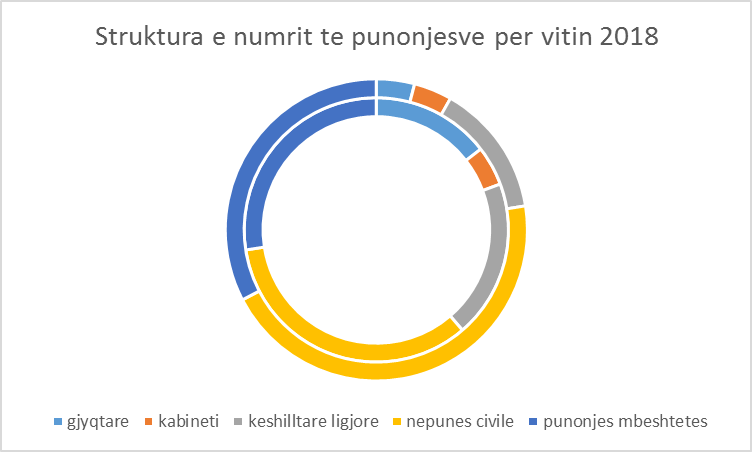 Struktura e numrit te punonjesve per vitin 2018
gjyqtare kabineti keshilltare ligjore nepunes civile punonjes mbeshtetes